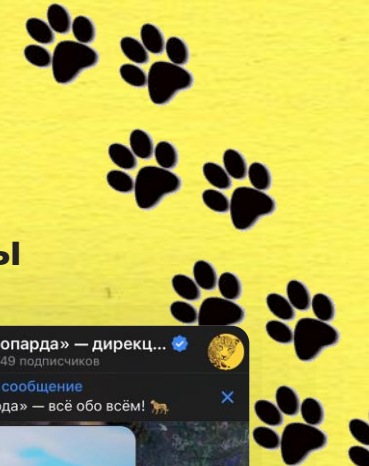 ы
опарда» — дирекц...
49 подписчиков
сообщение
рда» — всё обо всём! 🐆